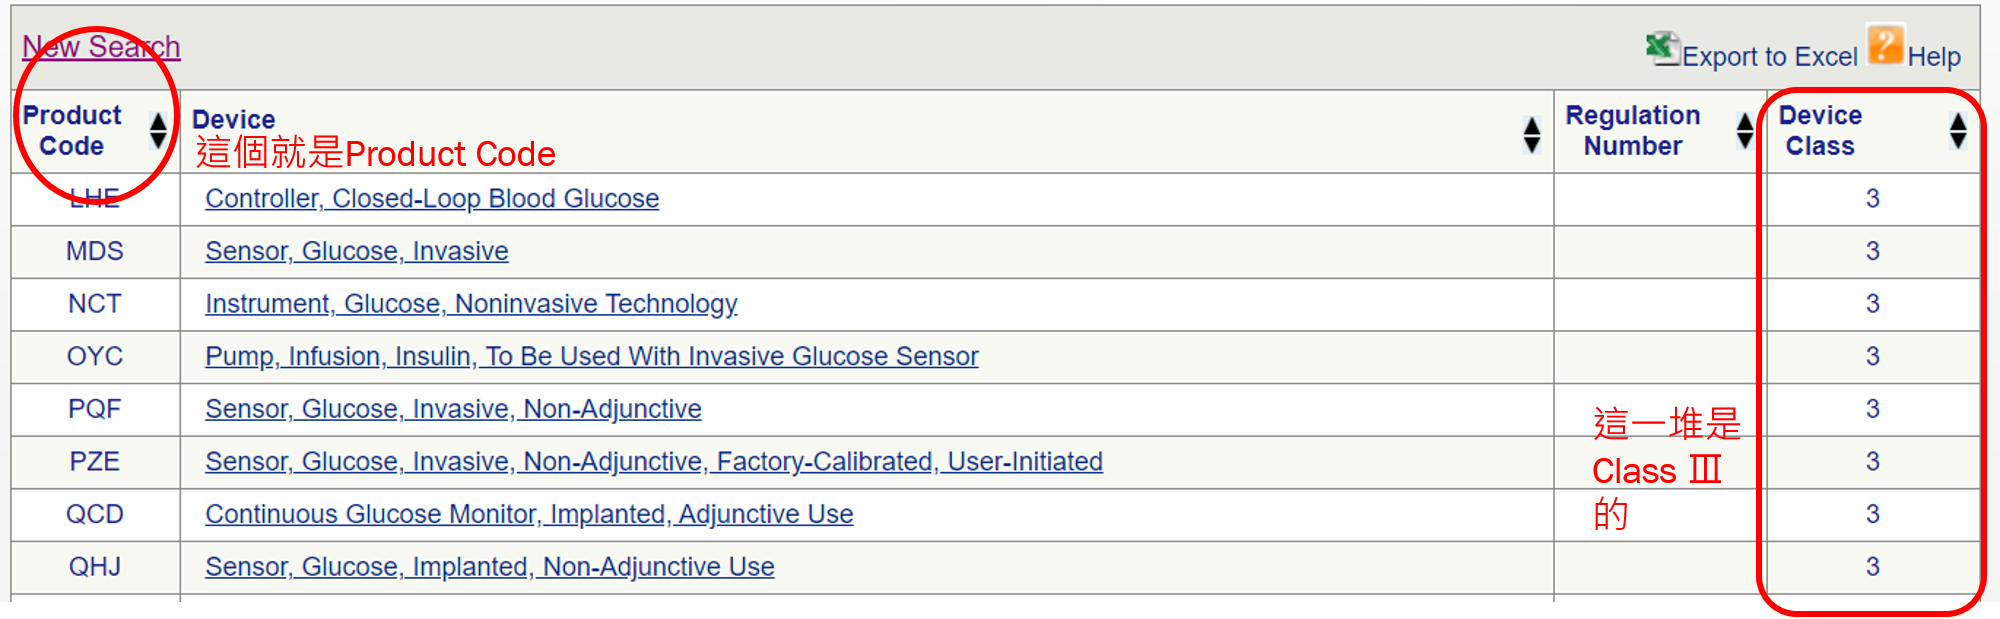 New Search
Export to Excel ? Help
Product Code
Device
Regulation Number
Device Class
這個就是Product Code
LHE Controller, Closed-Loop Blood Glucose 3
MDS Sensor, Glucose, Invasive 3
NCT Instrument, Glucose, Noninvasive Technology 3
OYC Pump, Infusion, Insulin, To Be Used With Invasive Glucose Sensor 3
PQF Sensor, Glucose, Invasive, Non-Adjunctive 3
PZE Sensor, Glucose, Invasive, Non-Adjunctive, Factory-Calibrated, User-Initiated 3
QCD Continuous Glucose Monitor, Implanted, Adjunctive Use 3
QHJ Sensor, Glucose, Implanted, Non-Adjunctive Use 3
這一堆是
Class Ⅲ
的